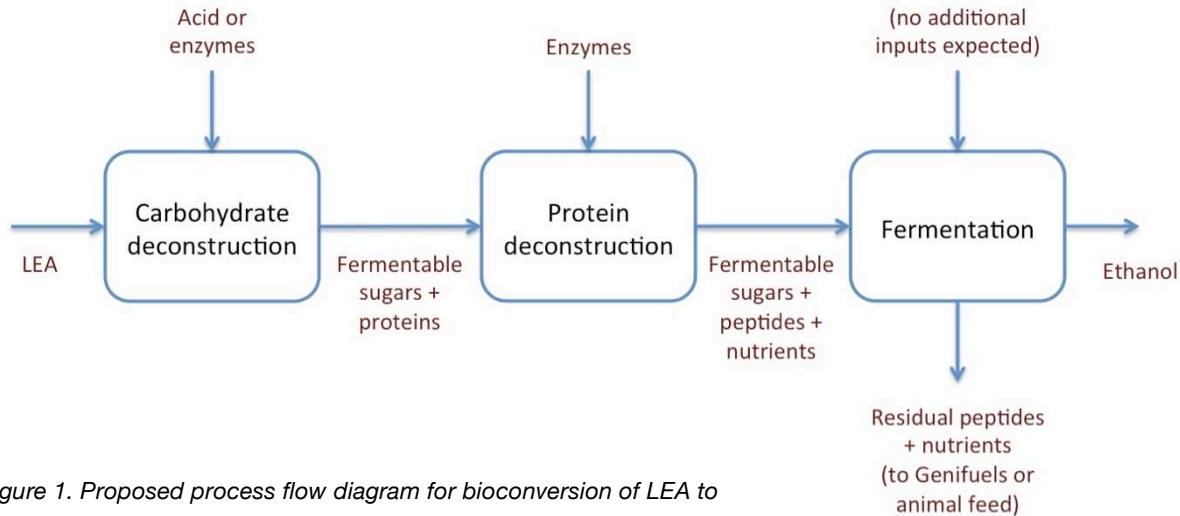 Acid or
enzymes
Enzymes
(no additional
inputs expected)
Carbohydrate
deconstruction
Protein
deconstruction
Fermentation
LEA
Fermentable
sugars +
proteins
Fermentable
sugars +
peptides +
nutrients
Ethanol
Residual peptides
+ nutrients
(to Genifuels or
animal feed)
gure 1. Proposed process flow diagram for bioconversion of LEA to